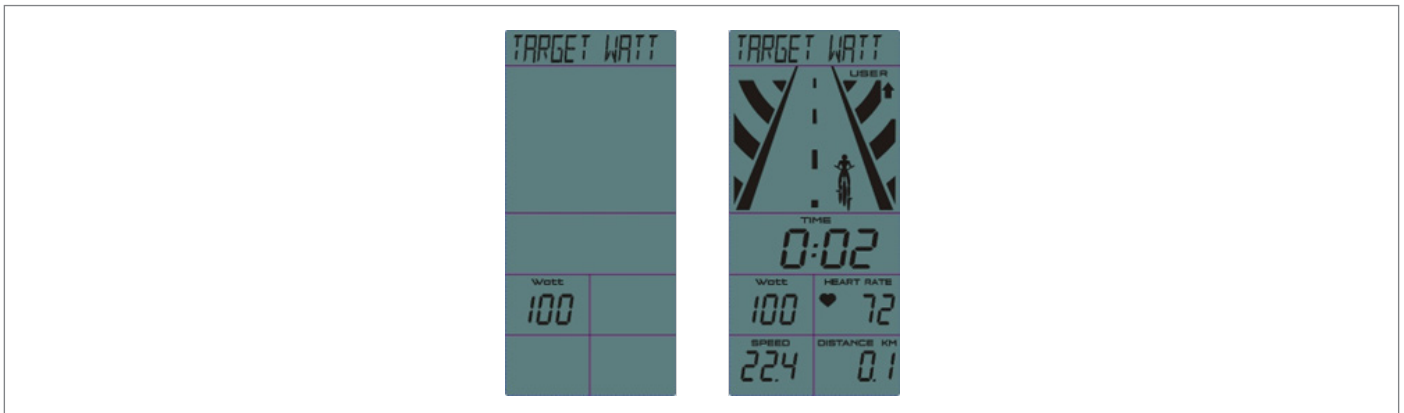 TARGET WATT
Watt
100
TARGET WATT
USER
TIME
0:02
Watt HEART RATE
100 72
SPEED DISTANCE KM
22.4 0.1